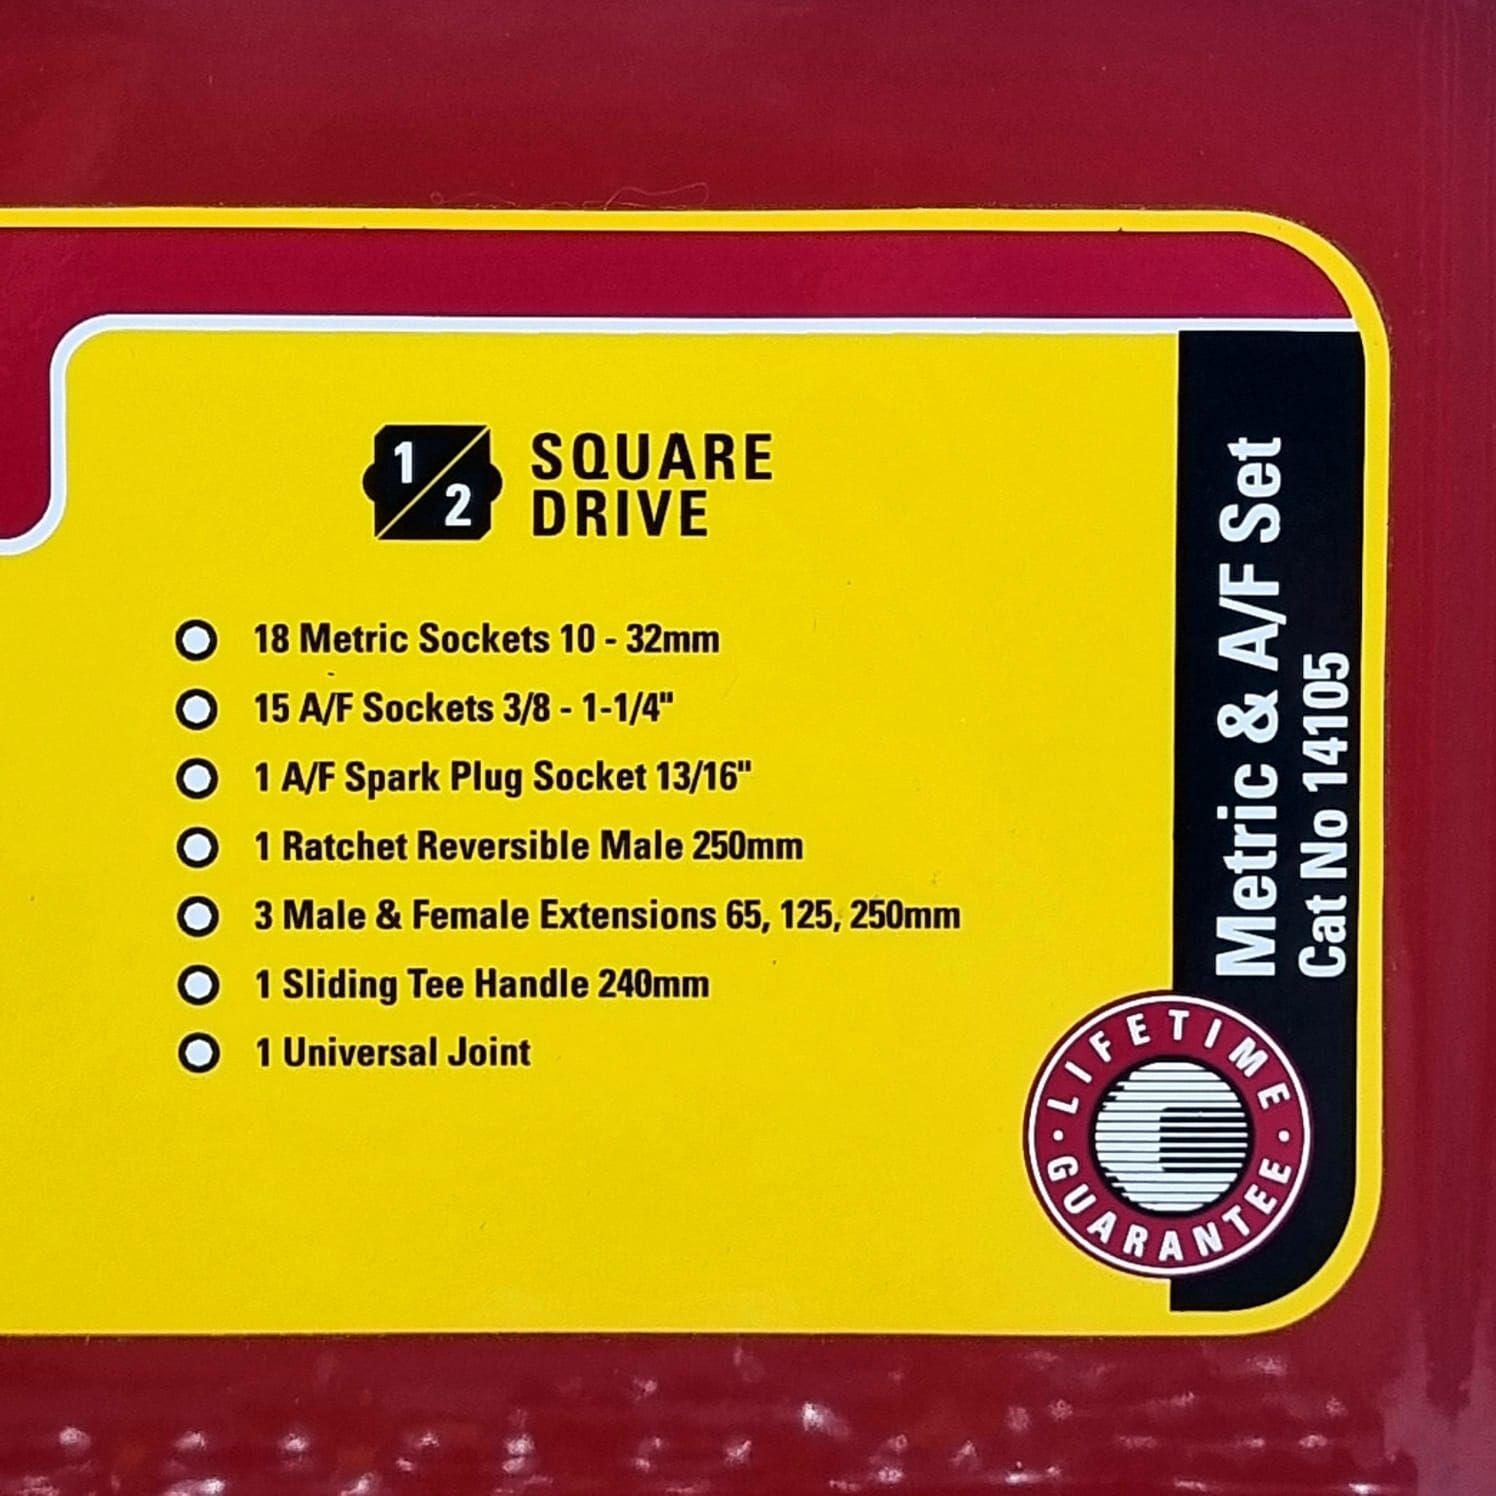 1/2 SQUARE
DRIVE
18 Metric Sockets 10 - 32mm
15 A/F Sockets 3/8 - 1-1/4"
1 A/F Spark Plug Socket 13/16"
1 Ratchet Reversible Male 250mm
3 Male & Female Extensions 65, 125, 250mm
1 Sliding Tee Handle 240mm
1 Universal Joint
Metric & A/F Set
Cat No 14105
LIFETIME
GUARANTEE